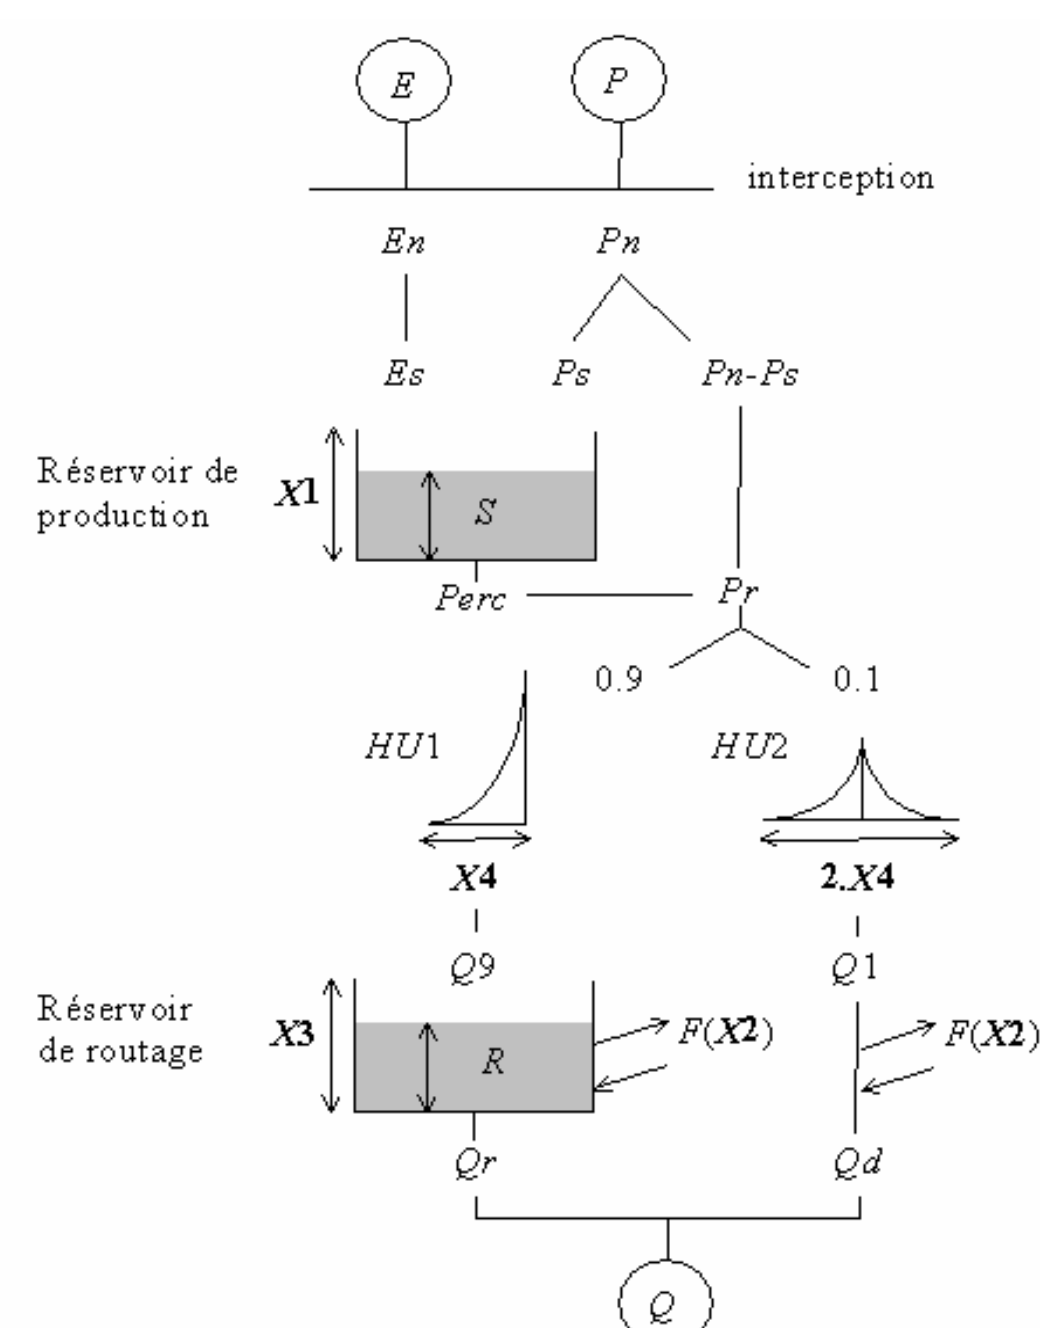 E P
interception
En Pn
Es Ps Pn-Ps
Réservoir de
production
X1
S
Perc Pr
0.9 0.1
HU1 HU2
X4 2.X4
Q9 Q1
Réservoir
de routage
X3
R
F(X2) F(X2)
Qr Qd
Q